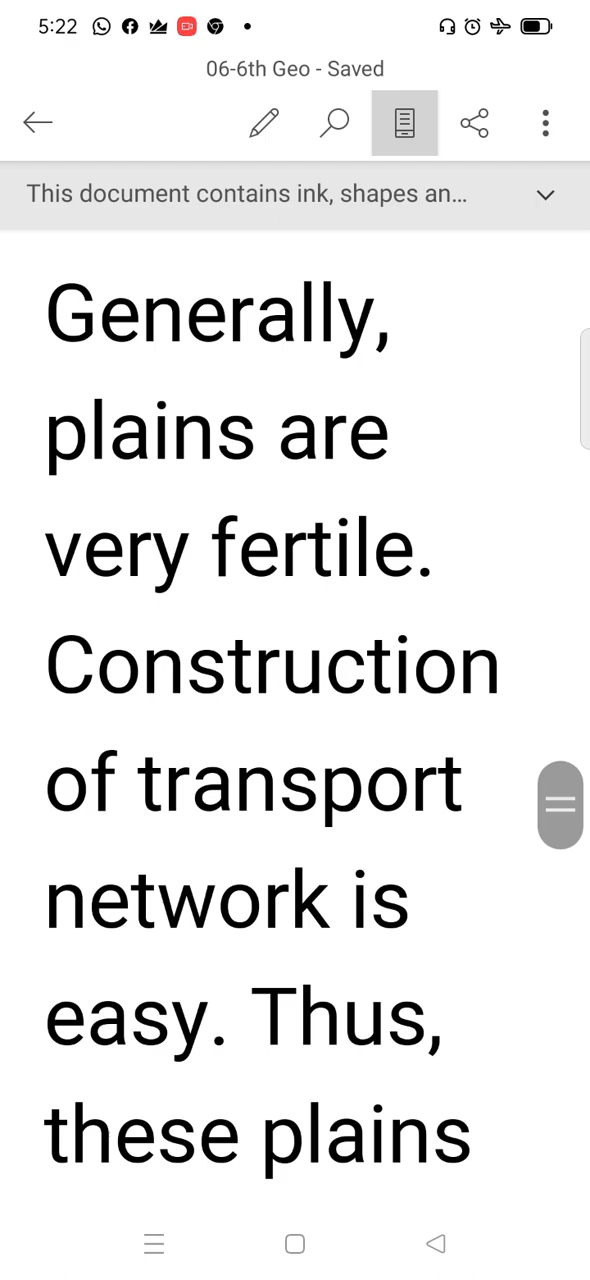 5:22
06-6th Geo - Saved
This document contains ink, shapes an...
Generally,
plains are
very fertile.
Construction
of transport
network is
easy. Thus,
these plains